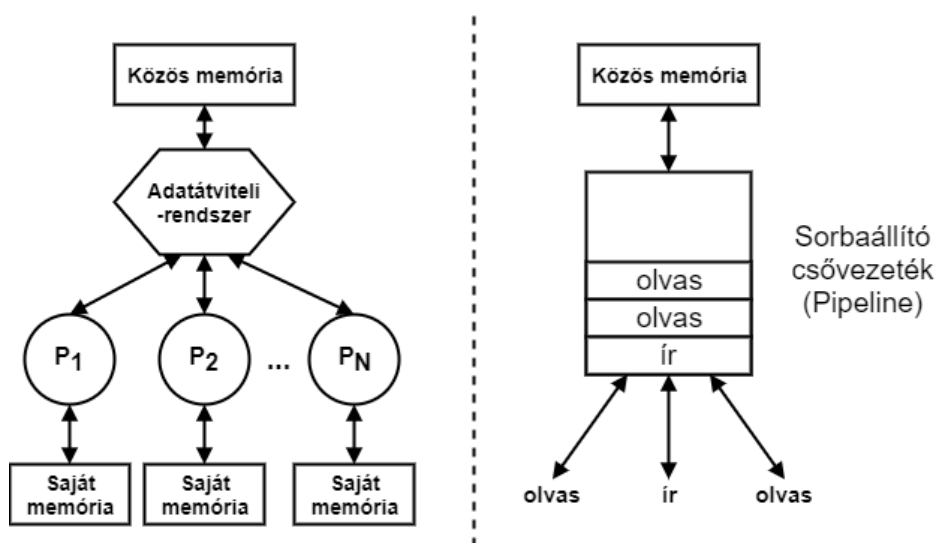 Közös memória
Adatátviteli
-rendszer
P1
P2
...
PN
Saját
memória
Saját
memória
Saját
memória
Közös memória
olvas
olvas
ír
Sorbaállító
csővezeték
(Pipeline)
olvas
ír
olvas